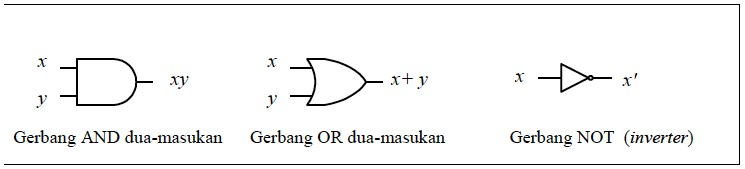 x
y
xy
Gerbang AND dua-masukan
x
y
x+ y
Gerbang OR dua-masukan
x
x'
Gerbang NOT (inverter)